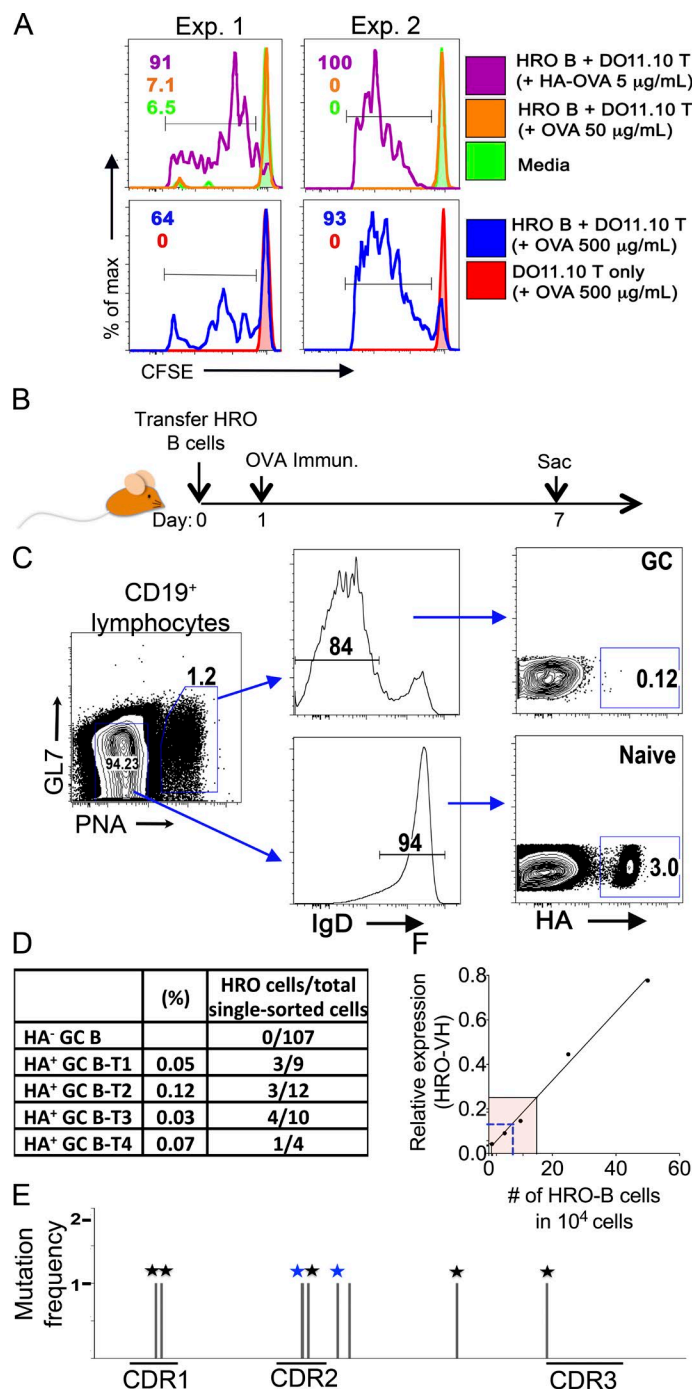 A
Exp. 1
Exp. 2
91
7.1
6.5
100
0
0
HRO B + DO11.10 T
(+ HA-OVA 5 µg/mL)
HRO B + DO11.10 T
(+ OVA 50 µg/mL)
Media
64
0
93
0
HRO B + DO11.10 T
(+ OVA 500 µg/mL)
DO11.10 T only
(+ OVA 500 µg/mL)
% of max
CFSE
B
Transfer HRO
B cells
OVA Immun.
Sac
Day: 0
1
7
C
CD19+
lymphocytes
1.2
94.23
GL7
PNA
84
94
IgD
GC
0.12
Naive
3.0
HA
D
(%)
HRO cells/total
single-sorted cells
HA- GC B
0/107
HA+ GC B-T1
0.05
3/9
HA+ GC B-T2
0.12
3/12
HA+ GC B-T3
0.03
4/10
HA+ GC B-T4
0.07
1/4
F
Relative expression
(HRO-VH)
0.8
0.6
0.4
0.2
0.0
0
20
40
60
# of HRO-B cells
in 10⁴ cells
E
Mutation
frequency
2
1
CDR1
CDR2
CDR3